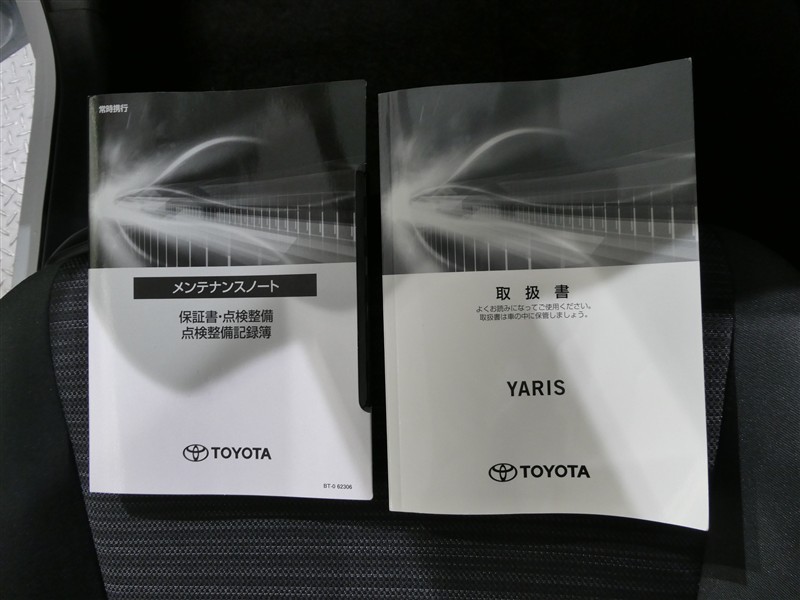 常時携行
メンテナンスノート
保証書・点検整備
点検整備記録簿
TOYOTA
BT-0 62306
取扱書
よくお読みになってご使用ください。
取扱書は車の中に保管しましょう。
YARIS
TOYOTA